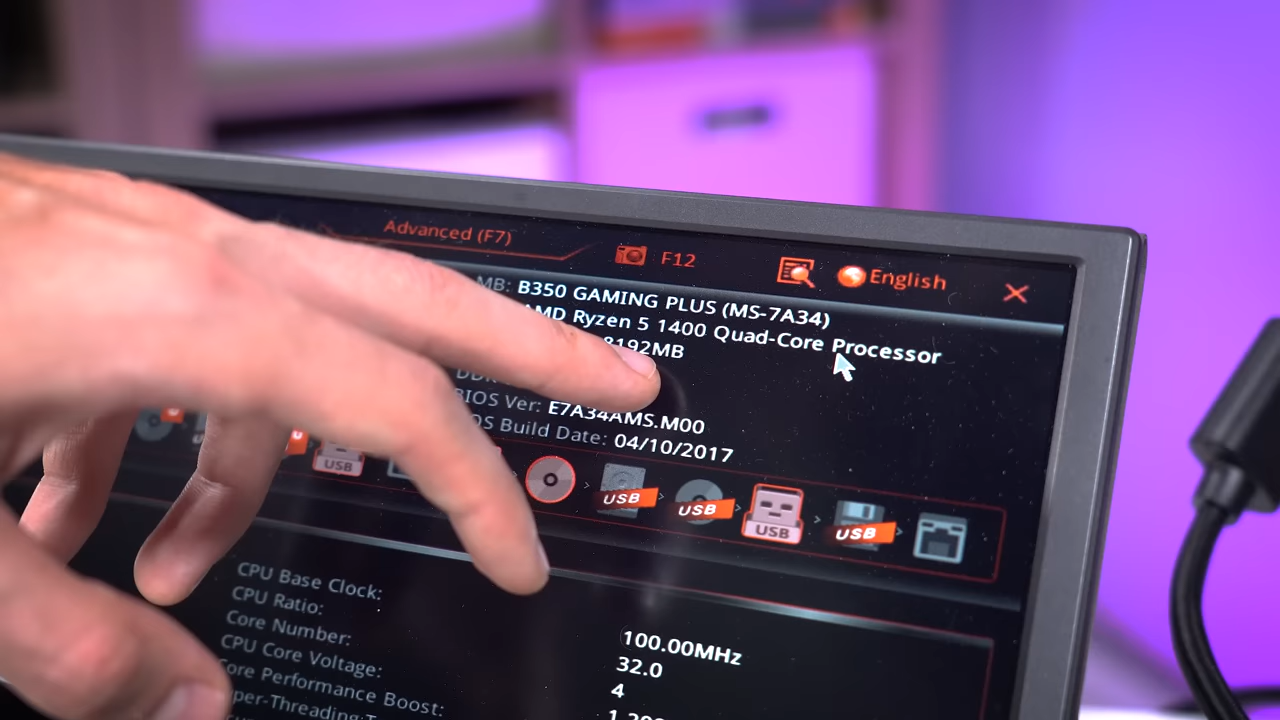 Advanced (F7)
F12
English
MB: B350 GAMING PLUS (MS-7A34)
AMD Ryzen 5 1400 Quad-Core Processor
8192MB
BIOS Ver: E7A34AMS.M00
Build Date: 04/10/2017
USB
USB
USB
USB
USB
CPU Base Clock: 100.00MHz
CPU Ratio: 32.0
Core Number: 4
CPU Core Voltage:
Core Performance Boost: